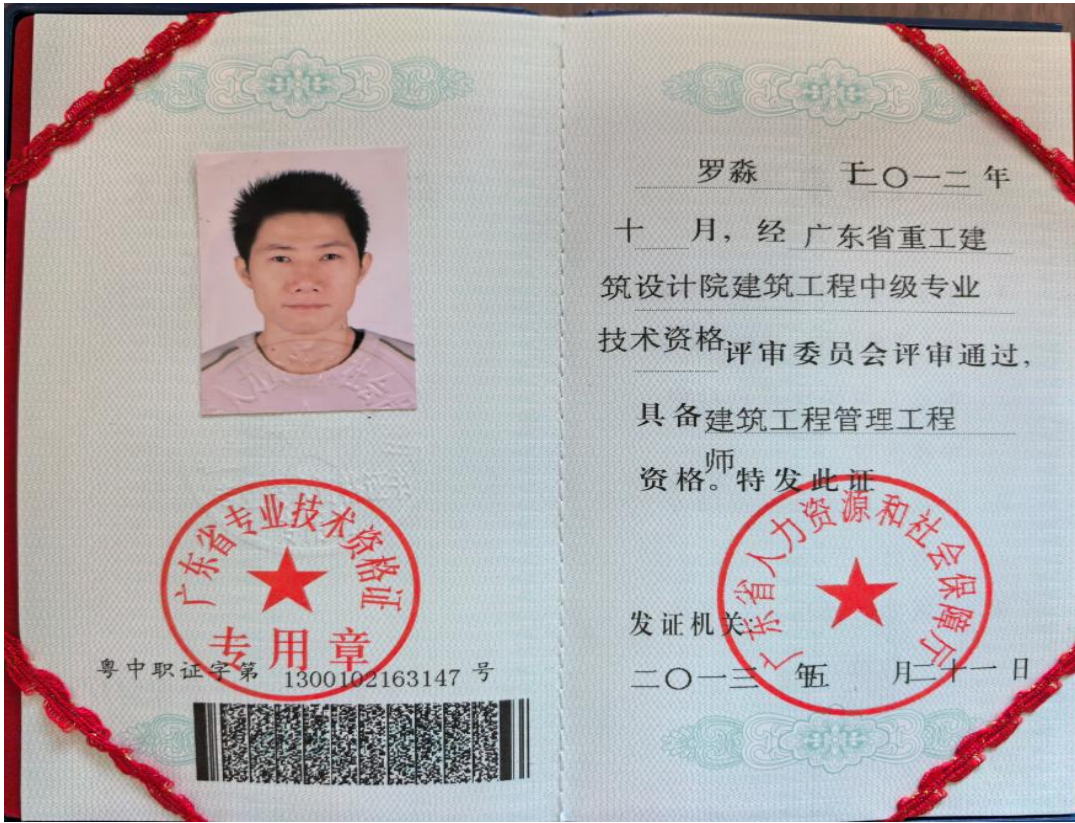 广东省专业技术资格证
专用章
粤中职证字第 1300102163147 号
罗淼 于二〇一二年
十月，经 广东省重工建
筑设计院建筑工程中级专业
技术资格评审委员会评审通过，
具备建筑工程管理工程
师
资格。特发此证
广东省人力资源和社会保障厅
发证机关：
二〇一三年五月二十一日